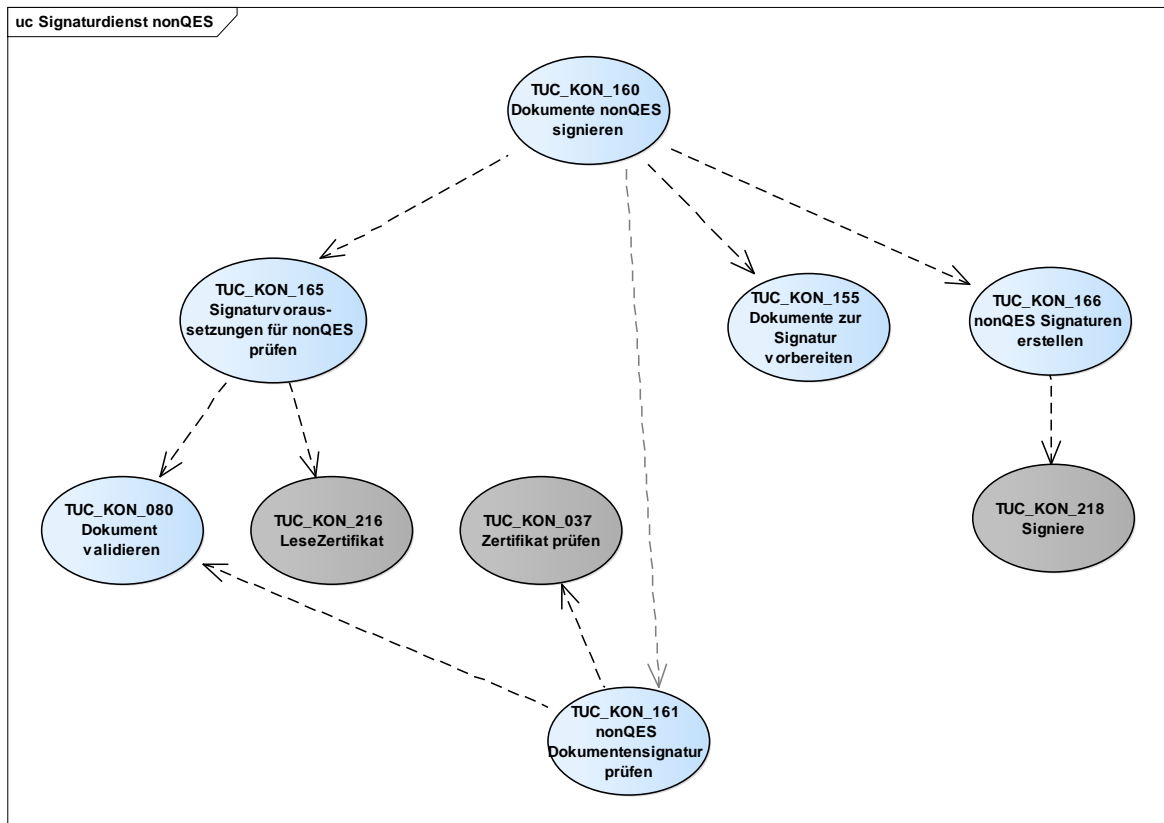 uc Signaturdienst nonQES
TUC_KON_160
Dokumente nonQES
signieren
TUC_KON_165
Signaturvoraus-
setzungen für nonQES
prüfen
TUC_KON_155
Dokumente zur
Signatur
vorbereiten
TUC_KON_166
nonQES Signaturen
erstellen
TUC_KON_080
Dokument
validieren
TUC_KON_216
LeseZertifikat
TUC_KON_037
Zertifikat prüfen
TUC_KON_218
Signiere
TUC_KON_161
nonQES
Dokumentensignatur
prüfen